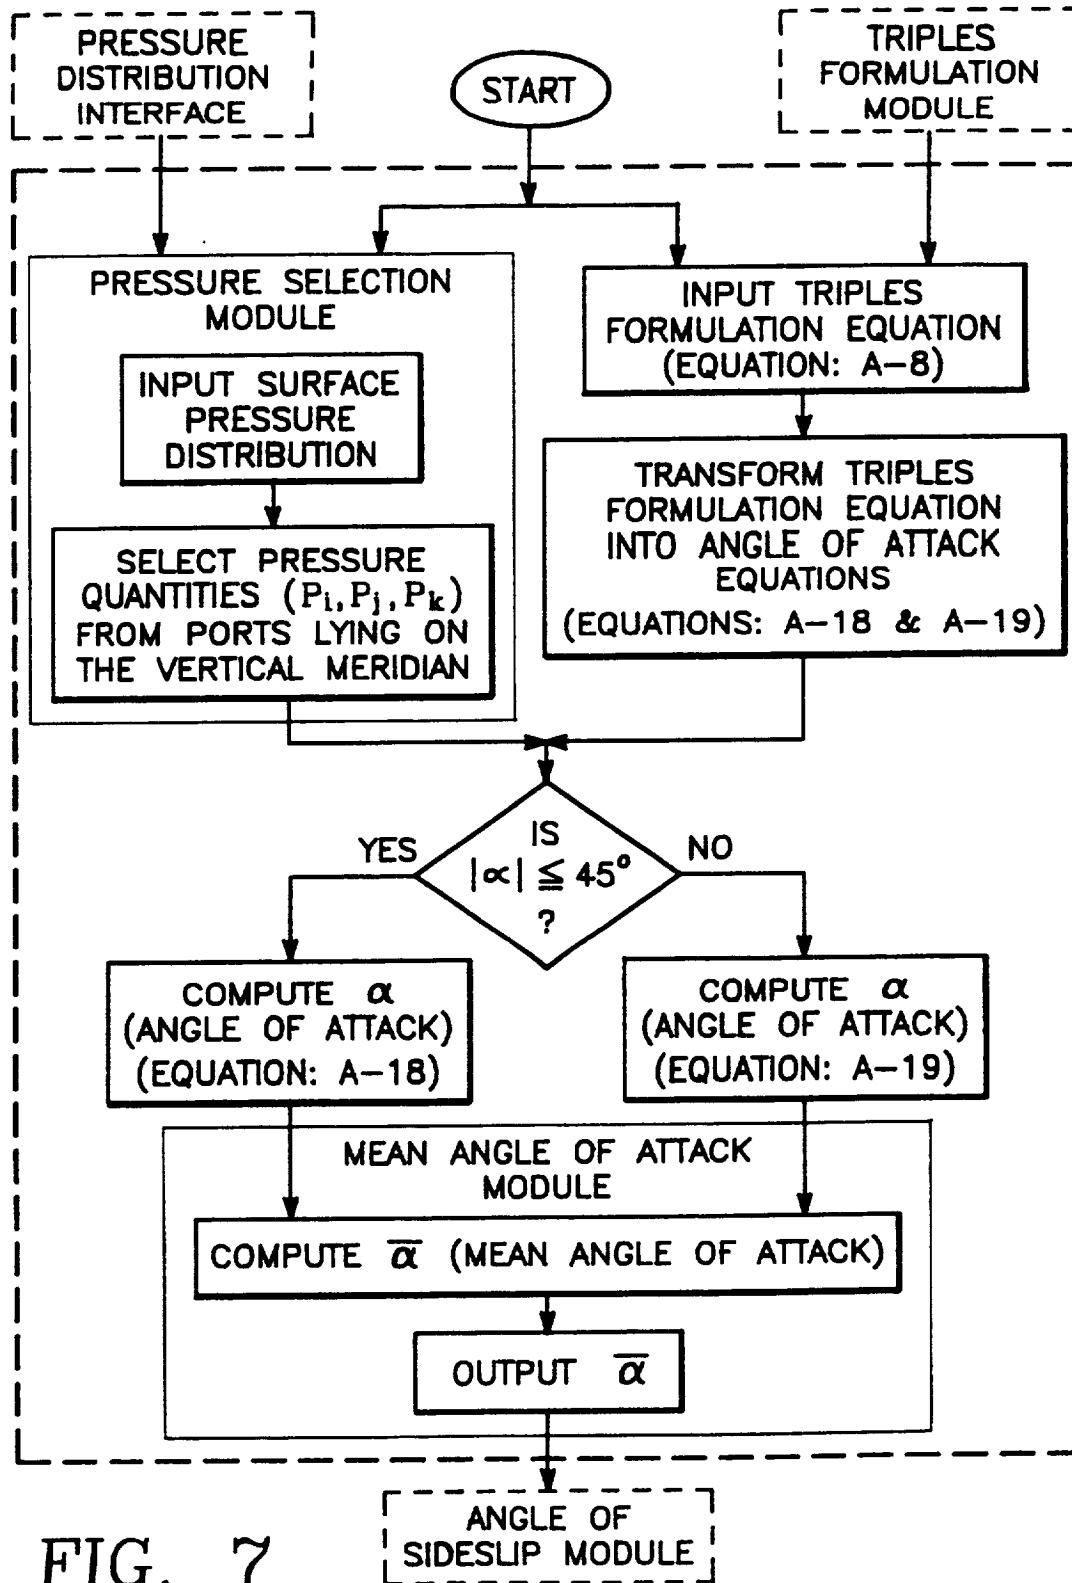 PRESSURE
DISTRIBUTION
INTERFACE
START
TRIPLES
FORMULATION
MODULE
PRESSURE SELECTION
MODULE
INPUT SURFACE
PRESSURE
DISTRIBUTION
SELECT PRESSURE
QUANTITIES (Pi, Pj, Pk)
FROM PORTS LYING ON
THE VERTICAL MERIDIAN
INPUT TRIPLES
FORMULATION EQUATION
(EQUATION: A-8)
TRANSFORM TRIPLES
FORMULATION EQUATION
INTO ANGLE OF ATTACK
EQUATIONS
(EQUATIONS: A-18 & A-19)
IS
|∝| ≦ 45°
?
YES
NO
COMPUTE α
(ANGLE OF ATTACK)
(EQUATION: A-18)
COMPUTE α
(ANGLE OF ATTACK)
(EQUATION: A-19)
MEAN ANGLE OF ATTACK
MODULE
COMPUTE α̅ (MEAN ANGLE OF ATTACK)
OUTPUT α̅
ANGLE OF
SIDESLIP MODULE
FIG. 7